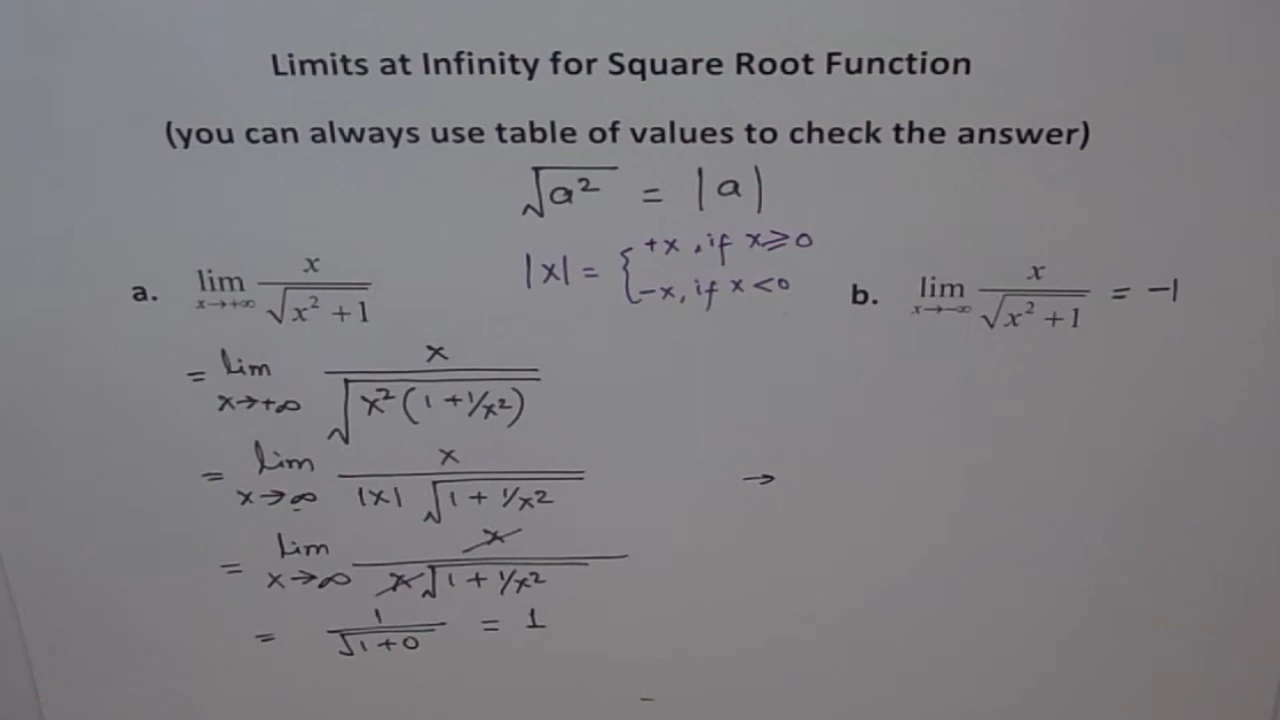 Limits at Infinity for Square Root Function
(you can always use table of values to check the answer)
√a² = |a|
|x| = { +x, if x ≥ 0
-x, if x < 0
a. lim x→+∞ x / √(x² + 1)
b. lim x→-∞ x / √(x² + 1) = -1
= lim x→+∞ x / √(x²(1 + 1/x²))
= lim x→∞ x / |x| √(1 + 1/x²)
→
= lim x→∞ x / x√(1 + 1/x²)
= 1 / √(1+0) = 1